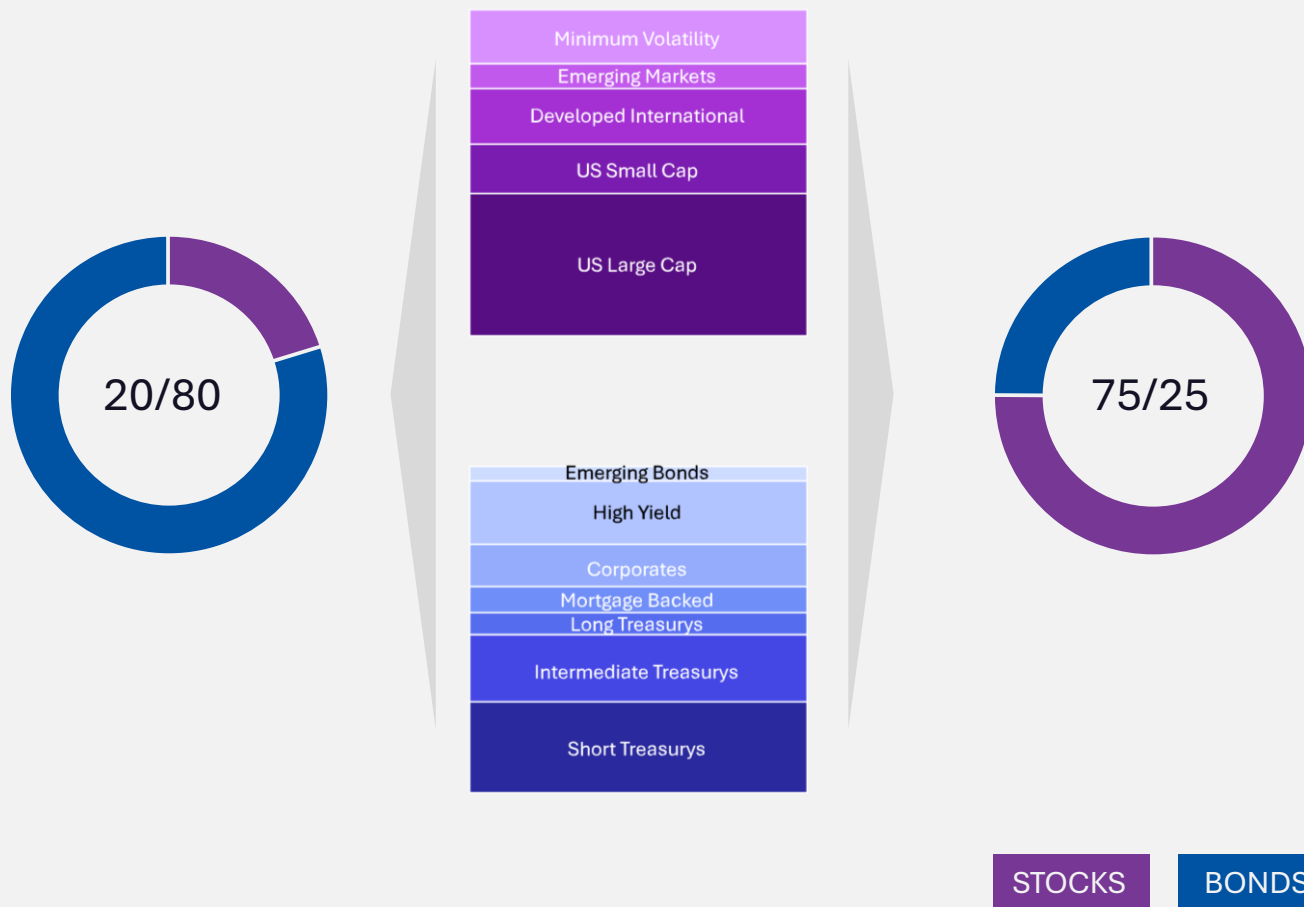 Minimum Volatility
Emerging Markets
Developed International
US Small Cap
US Large Cap
20/80
75/25
Emerging Bonds
High Yield
Corporates
Mortgage Backed
Long Treasurys
Intermediate Treasurys
Short Treasurys
STOCKS
BONDS